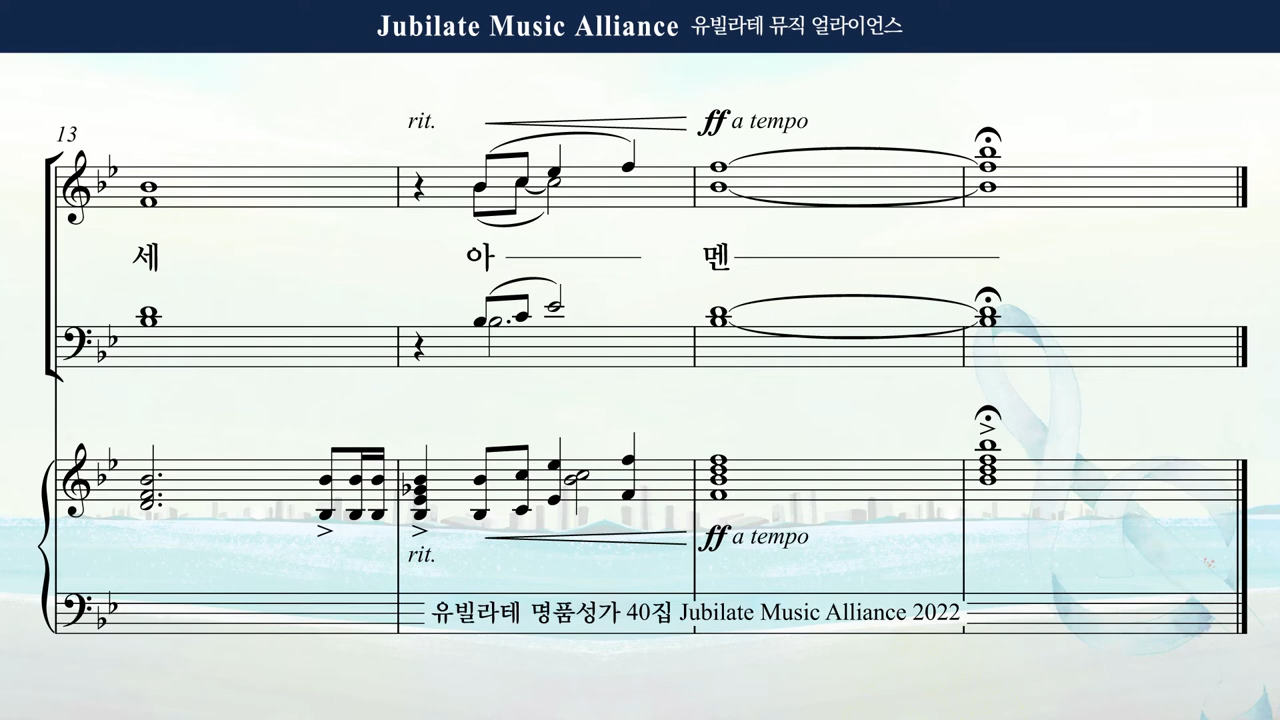 Jubilate Music Alliance 유빌라테 뮤직 얼라이언스
13
rit.
ff a tempo
세 아 멘
rit.
ff a tempo
유빌라테 명품성가 40집 Jubilate Music Alliance 2022